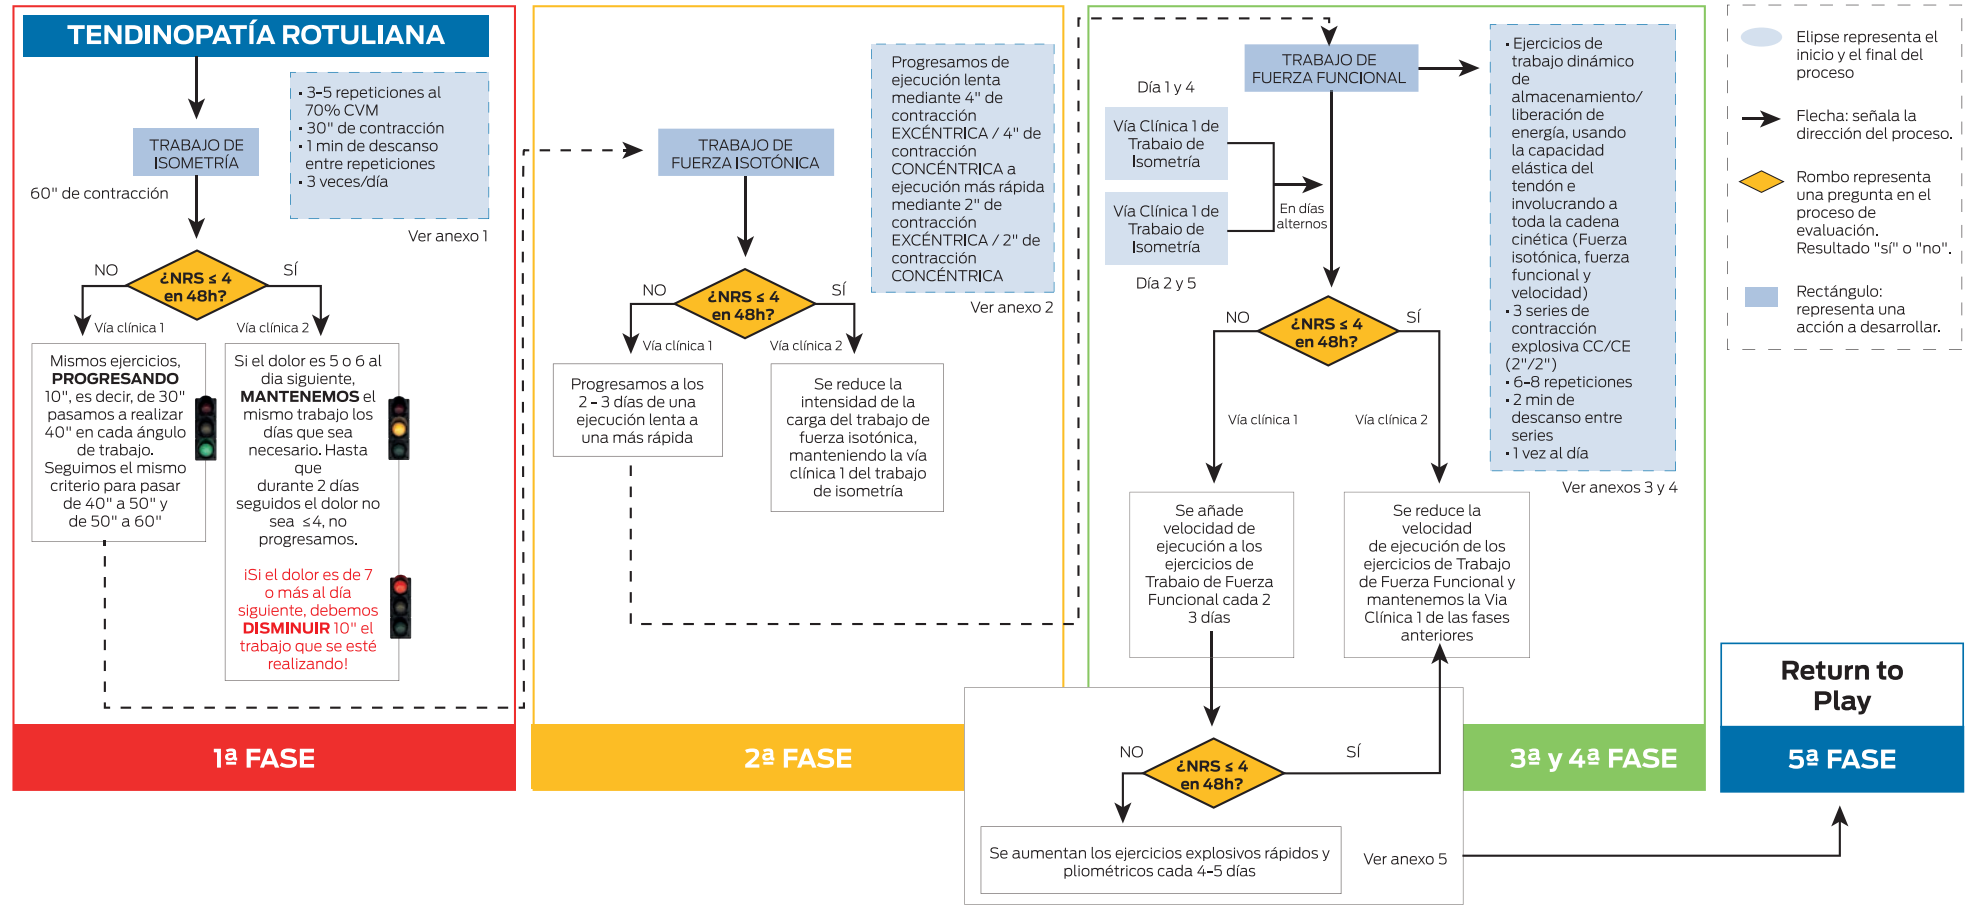 TENDINOPATÍA ROTULIANA
TRABAJO DE
ISOMETRÍA
• 3-5 repeticiones al
70% CVM
• 30" de contracción
• 1 min de descanso
entre repeticiones
• 3 veces/día
Ver anexo 1
60" de contracción
¿NRS ≤ 4
en 48h?
NO
SÍ
Vía clínica 1
Vía clínica 2
Mismos ejercicios,
PROGRESANDO
10", es decir, de 30"
pasamos a realizar
40" en cada ángulo
de trabajo.
Seguimos el mismo
criterio para pasar
de 40" a 50" y
de 50" a 60"
Si el dolor es 5 o 6 al
dia siguiente,
MANTENEMOS el
mismo trabajo los
días que sea
necesario. Hasta
que
durante 2 días
seguidos el dolor no
sea ≤4, no
progresamos.
¡Si el dolor es de 7
o más al día
siguiente, debemos
DISMINUIR 10" el
trabajo que se esté
realizando!
1ª FASE
TRABAJO DE
FUERZA ISOTÓNICA
Progresamos de
ejecución lenta
mediante 4" de
contracción
EXCÉNTRICA / 4" de
contracción
CONCÉNTRICA a
ejecución más rápida
mediante 2" de
contracción
EXCÉNTRICA / 2" de
contracción
CONCÉNTRICA
Ver anexo 2
¿NRS ≤ 4
en 48h?
NO
SÍ
Vía clínica 1
Vía clínica 2
Progresamos a los
2 – 3 días de una
ejecución lenta a
una más rápida
Se reduce la
intensidad de la
carga del trabajo de
fuerza isotónica,
manteniendo la vía
clínica 1 del trabajo
de isometría
2ª FASE
TRABAJO DE
FUERZA FUNCIONAL
Día 1 y 4
Vía Clínica 1 de
Trabaio de
Isometría
Vía Clínica 1 de
Trabaio de
Isometría
Día 2 y 5
En días
alternos
• Ejercicios de
trabajo dinámico
de
almacenamiento/
liberación de
energía, usando
la capacidad
elástica del
tendón e
involucrando a
toda la cadena
cinética (Fuerza
isotónica, fuerza
funcional y
velocidad)
• 3 series de
contracción
explosiva CC/CE
(2"/2")
• 6-8 repeticiones
• 2 min de
descanso entre
series
• 1 vez al día
Ver anexos 3 y 4
¿NRS ≤ 4
en 48h?
NO
SÍ
Vía clínica 1
Vía clínica 2
Se añade
velocidad de
ejecución a los
ejercicios de
Trabaio de Fuerza
Funcional cada 2
3 días
Se reduce la
velocidad
de ejecución de los
ejercicios de Trabajo
de Fuerza Funcional y
mantenemos la Via
Clínica 1 de las fases
anteriores
¿NRS ≤ 4
en 48h?
NO
SÍ
Se aumentan los ejercicios explosivos rápidos y
pliométricos cada 4-5 días
Ver anexo 5
3ª y 4ª FASE
Return to
Play
5ª FASE
Elipse representa el
inicio y el final del
proceso
Flecha: señala la
dirección del proceso.
Rombo representa
una pregunta en el
proceso de
evaluación.
Resultado "sí" o "no".
Rectángulo:
representa una
acción a desarrollar.